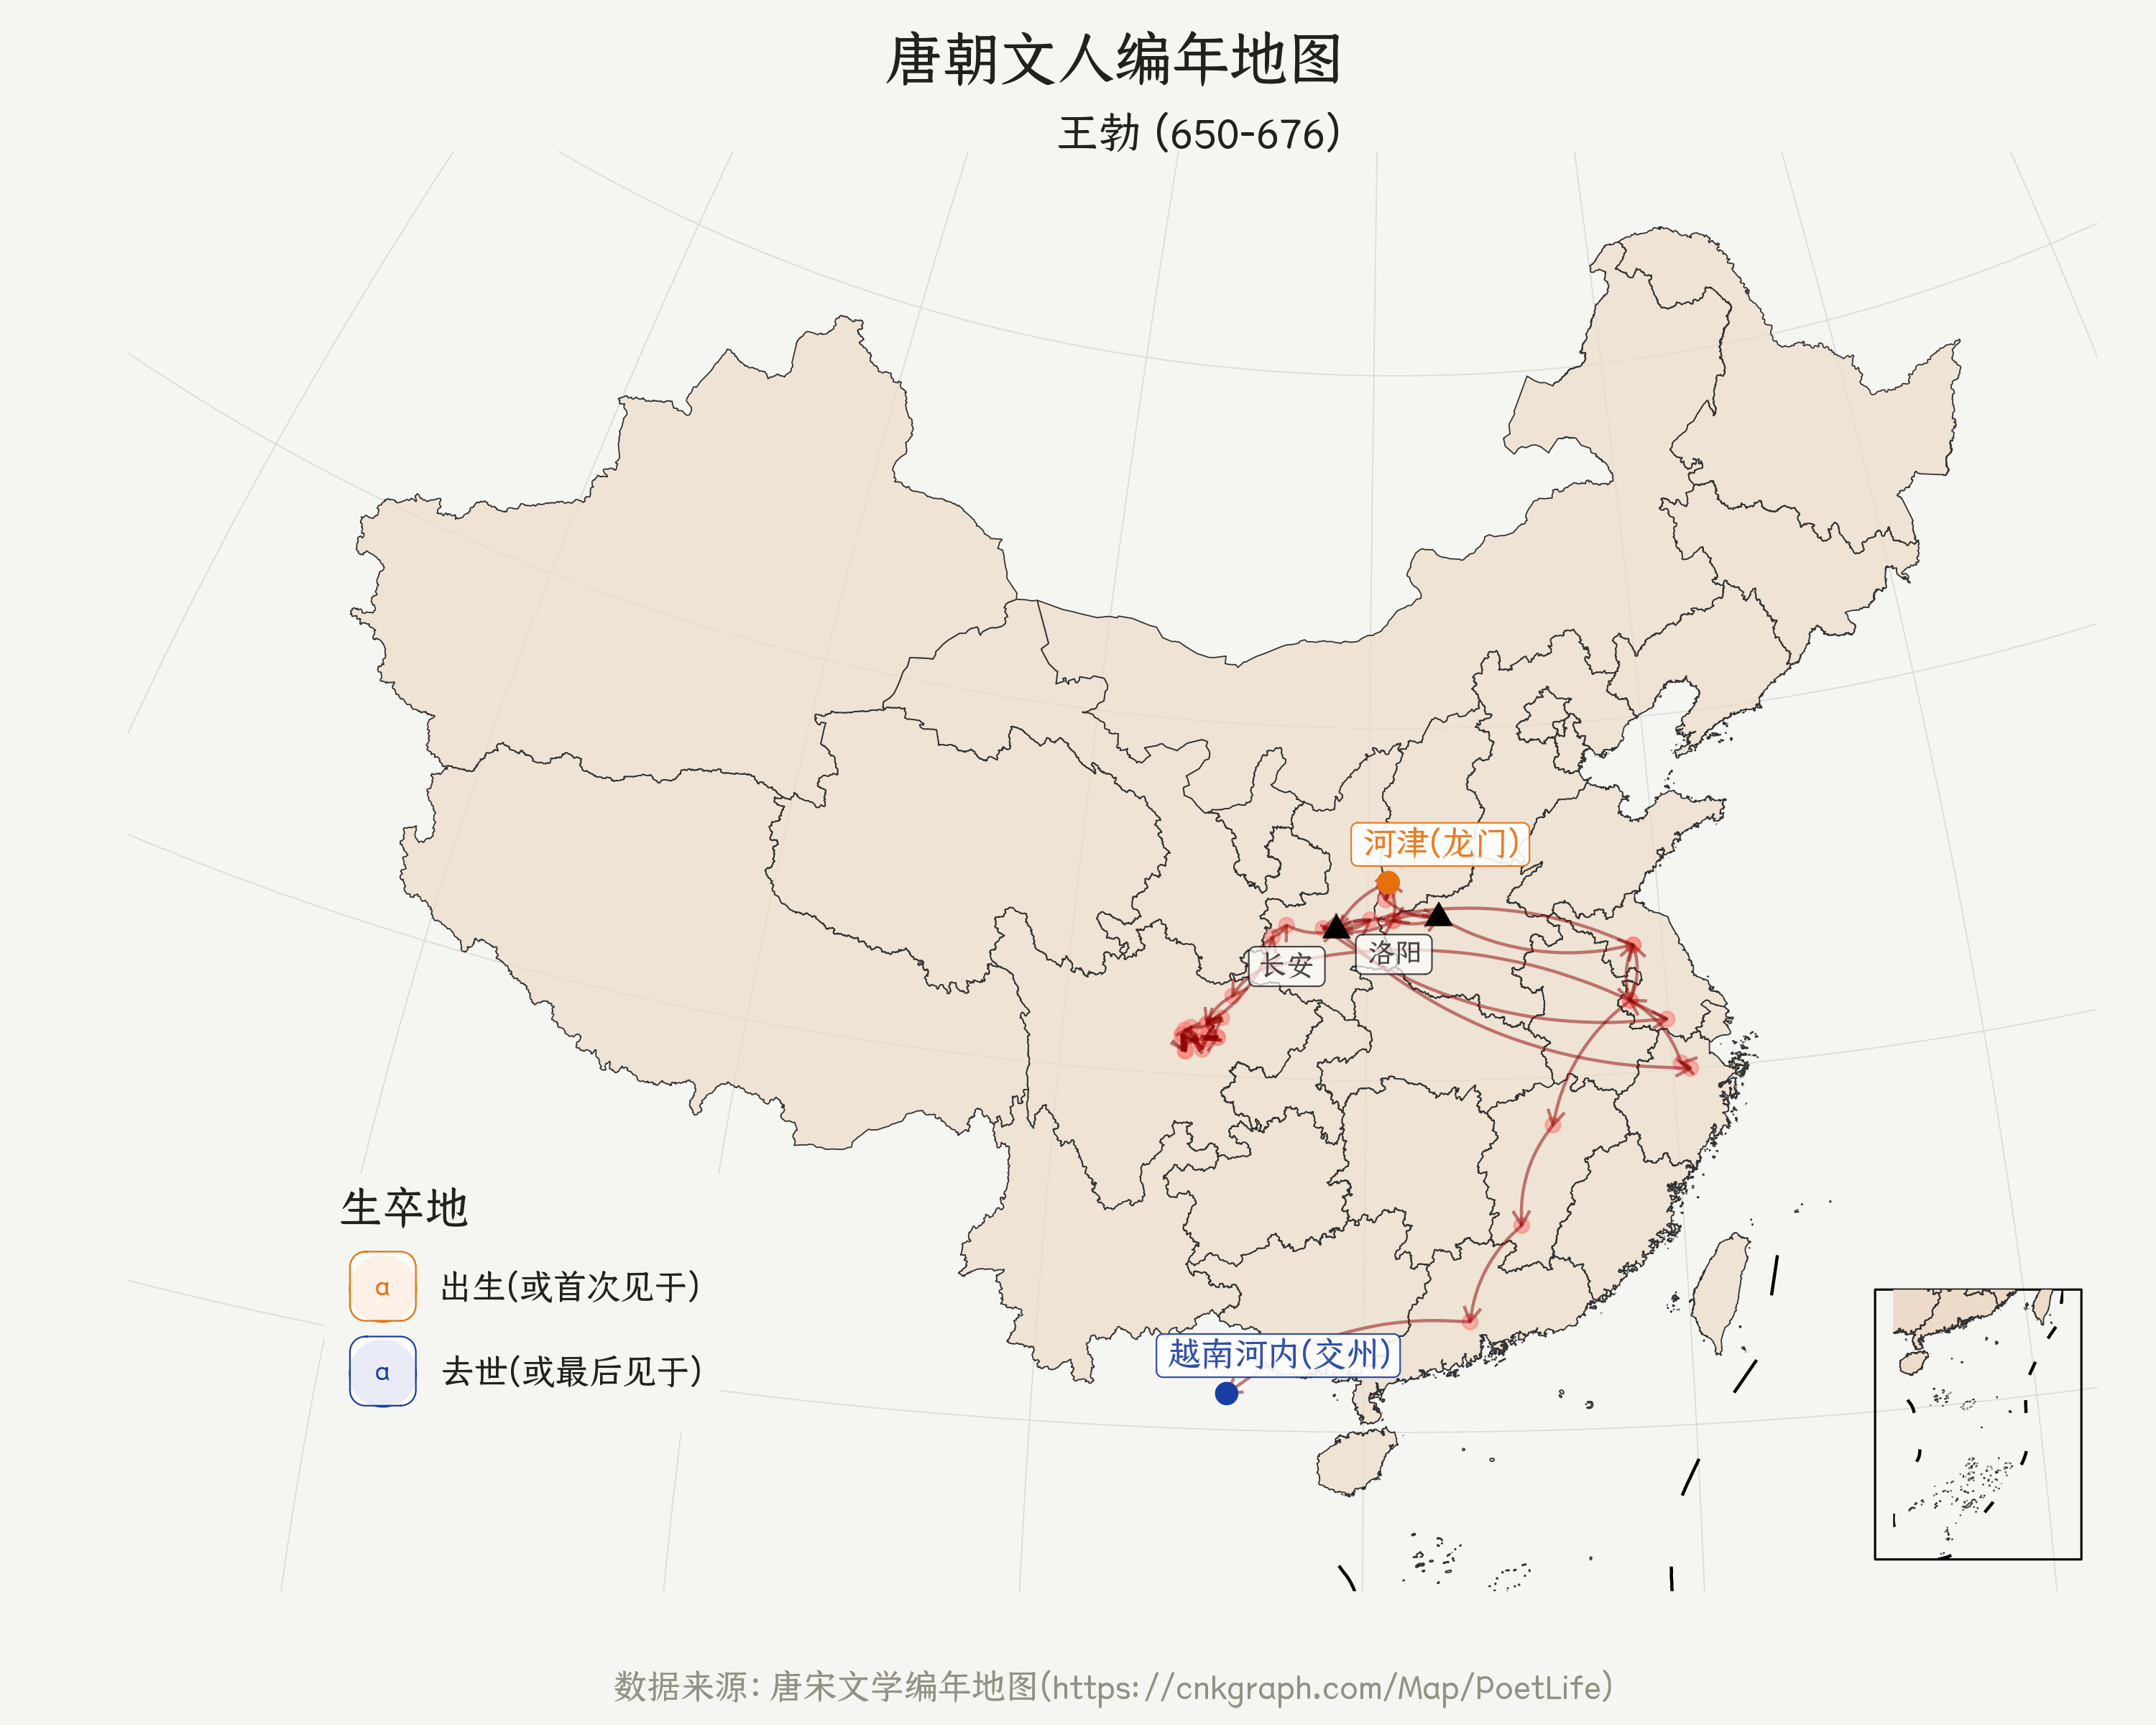 唐朝文人编年地图
王勃 (650-676)
河津(龙门)
洛阳
长安
生卒地
a 出生(或首次见于)
越南河内(交州)
a 去世(或最后见于)
数据来源: 唐宋文学编年地图(https://cnkgraph.com/Map/PoetLife)